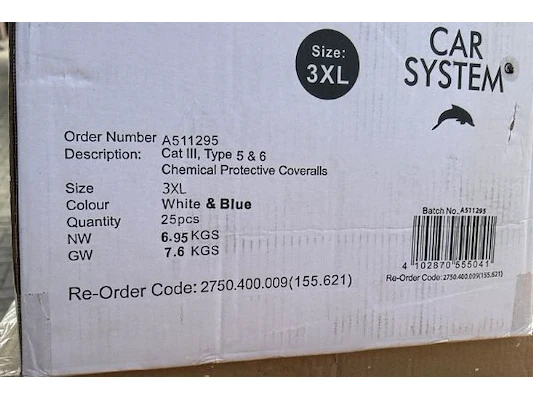 Size:
3XL
CAR
SYSTEM
Order Number A511295
Description: Cat III, Type 5 & 6
Chemical Protective Coveralls
Size 3XL
Colour White & Blue
Quantity 25pcs
NW 6.95 KGS
GW 7.6 KGS
Re-Order Code: 2750.400.009(155.621)
Batch No. A511295
4 102870 555041
Re-Order Code: 2750.400.009(155.621)